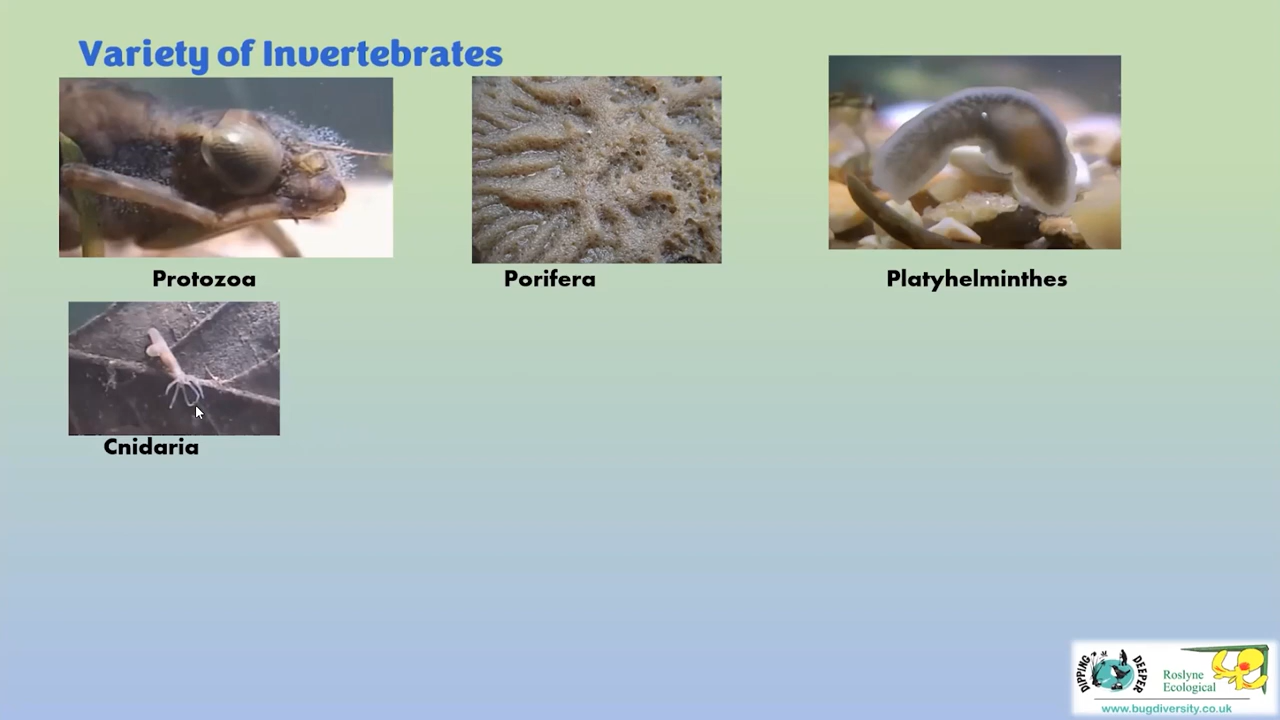 Variety of Invertebrates
Protozoa
Porifera
Platyhelminthes
Cnidaria
DIPPING DEEPER
Roslyne
Ecological
www.bugdiversity.co.uk